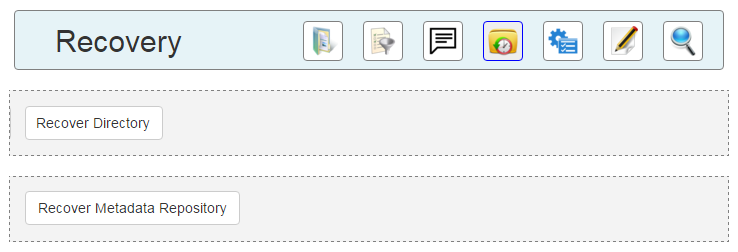 Recovery
Recover Directory
Recover Metadata Repository